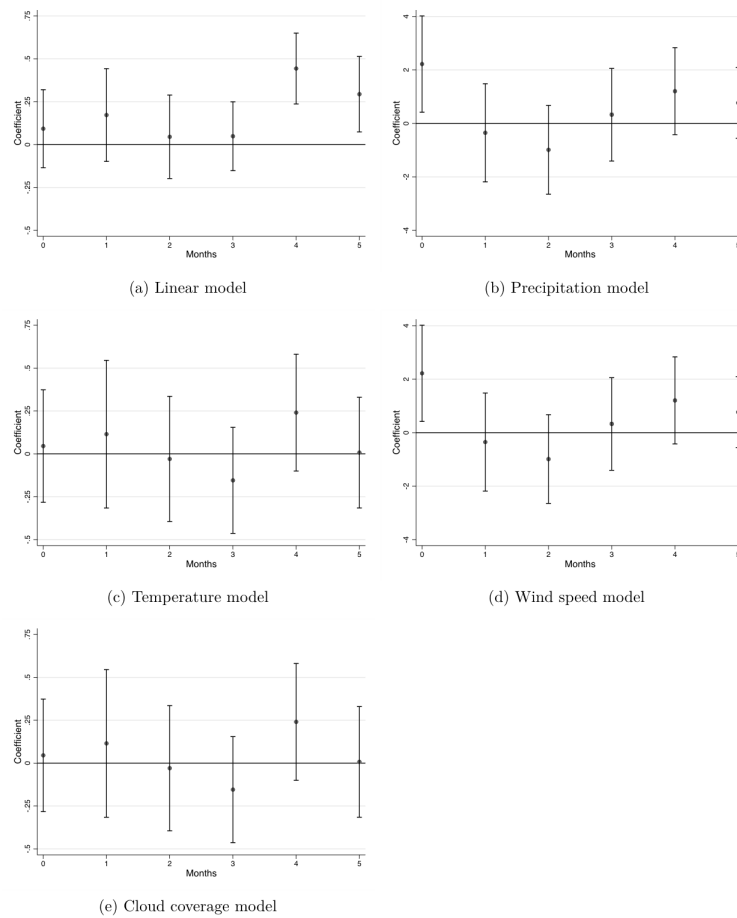 .75
.5
.25
0
-.25
-.5
Coefficient
0 1 2 3 4 5
Months
(a) Linear model
4
2
0
-2
-4
Coefficient
0 1 2 3 4 5
Months
(b) Precipitation model
.75
.5
.25
0
-.25
-.5
Coefficient
0 1 2 3 4 5
Months
(c) Temperature model
4
2
0
-2
-4
Coefficient
0 1 2 3 4 5
Months
(d) Wind speed model
.75
.5
.25
0
-.25
-.5
Coefficient
0 1 2 3 4 5
Months
(e) Cloud coverage model